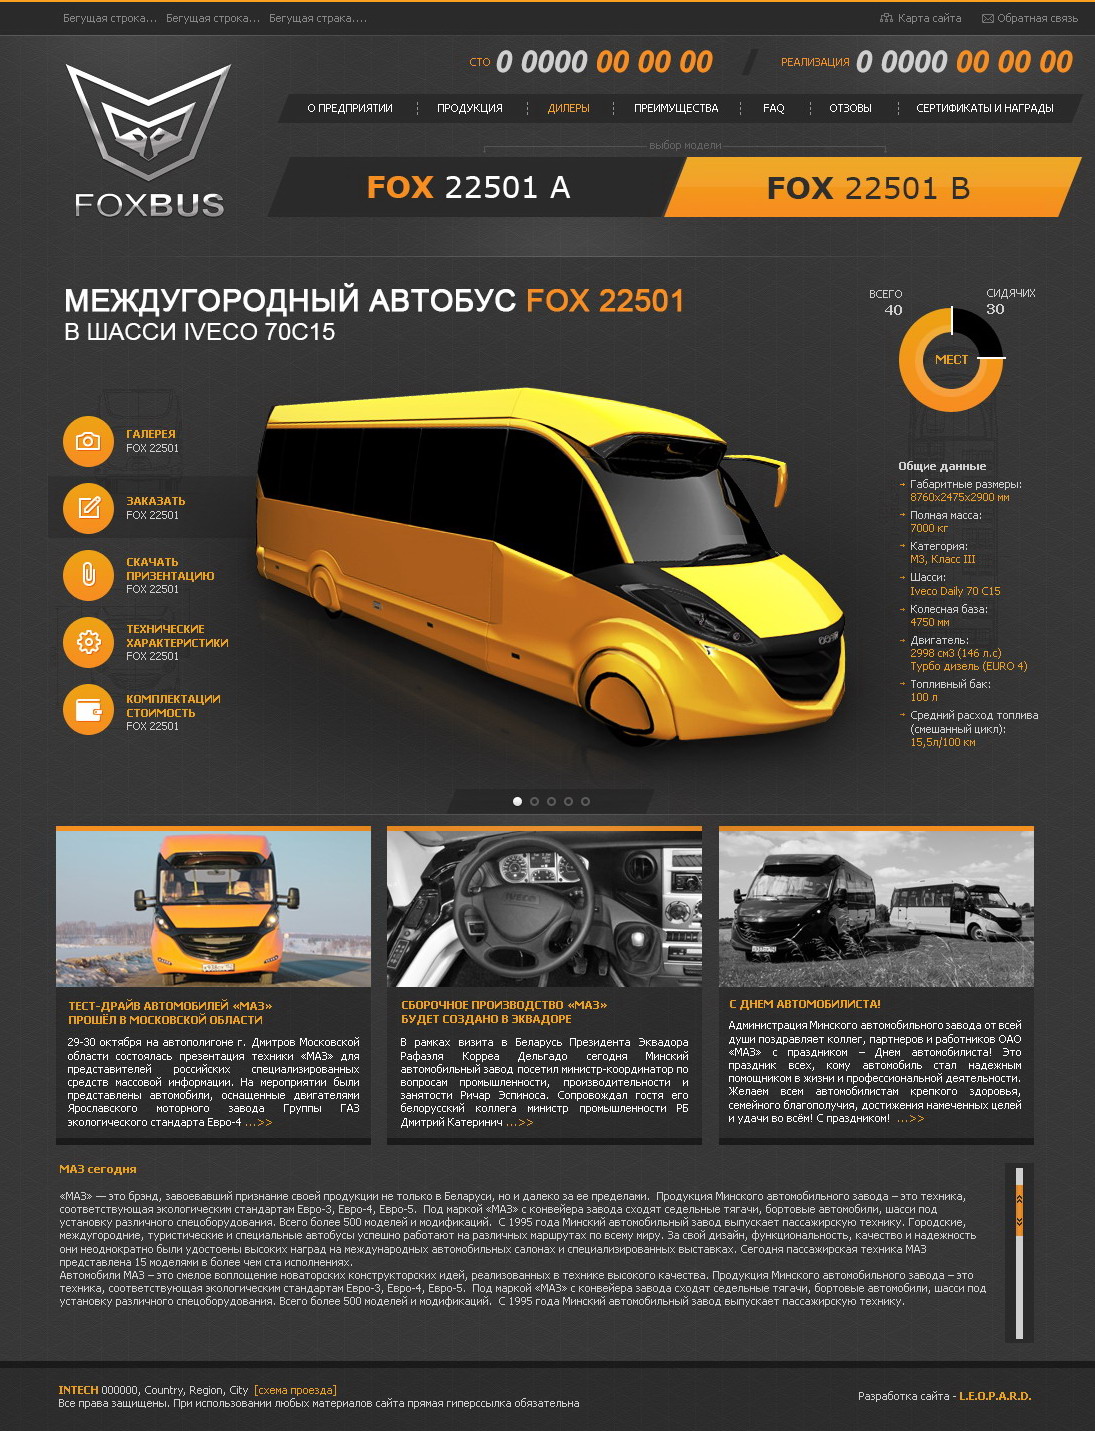 Бегущая строка... Бегущая строка... Бегущая страка....
Карта сайта Обратная связь
СТО 0 0000 00 00 00 РЕАЛИЗАЦИЯ 0 0000 00 00 00
О ПРЕДПРИЯТИИ ПРОДУКЦИЯ ДИЛЕРЫ ПРЕИМУЩЕСТВА FAQ ОТЗОВЫ СЕРТИФИКАТЫ И НАГРАДЫ
выбор модели
FOX 22501 A FOX 22501 B
FOXBUS
МЕЖДУГОРОДНЫЙ АВТОБУС FOX 22501
В ШАССИ IVECO 70C15
ВСЕГО
40
СИДЯЧИХ
30
МЕСТ
ГАЛЕРЕЯ
FOX 22501
ЗАКАЗАТЬ
FOX 22501
СКАЧАТЬ
ПРИЗЕНТАЦИЮ
FOX 22501
ТЕХНИЧЕСКИЕ
ХАРАКТЕРИСТИКИ
FOX 22501
КОМПЛЕКТАЦИИ
СТОИМОСТЬ
FOX 22501
Общие данные
Габаритные размеры:
8760х2475х2900 мм
Полная масса:
7000 кг
Категория:
М3, Класс III
Шасси:
Iveco Daily 70 C15
Колесная база:
4750 мм
Двигатель:
2998 см3 (146 л.с)
Турбо дизель (EURO 4)
Топливный бак:
100 л
Средний расход топлива
(смешанный цикл):
15,5л/100 км
IVECO
ТЕСТ-ДРАЙВ АВТОМОБИЛЕЙ «МАЗ»
ПРОШЁЛ В МОСКОВСКОЙ ОБЛАСТИ
29-30 октября на автополигоне г. Дмитров Московской
области состоялась презентация техники «МАЗ» для
представителей российских специализированных
средств массовой информации. На мероприятии были
представлены автомобили, оснащенные двигателями
Ярославского моторного завода Группы ГАЗ
экологического стандарта Евро-4 ...>>
СБОРОЧНОЕ ПРОИЗВОДСТВО «МАЗ»
БУДЕТ СОЗДАНО В ЭКВАДОРЕ
В рамках визита в Беларусь Президента Эквадора
Рафаэля Корреа Дельгадо сегодня Минский
автомобильный завод посетил министр-координатор по
вопросам промышленности, производительности и
занятости Ричар Эспиноса. Сопровождал гостя его
белорусский коллега министр промышленности РБ
Дмитрий Катеринич ...>>
С ДНЕМ АВТОМОБИЛИСТА!
Администрация Минского автомобильного завода от всей
души поздравляет коллег, партнеров и работников ОАО
«МАЗ» с праздником – Днем автомобилиста! Это
праздник всех, кому автомобиль стал надежным
помощником в жизни и профессиональной деятельности.
Желаем всем автомобилистам крепкого здоровья,
семейного благополучия, достижения намеченных целей
и удачи во всём! С праздником! ...>>
МАЗ сегодня
«МАЗ» — это брэнд, завоевавший признание своей продукции не только в Беларуси, но и далеко за ее пределами. Продукция Минского автомобильного завода – это техника,
соответствующая экологическим стандартам Евро-3, Евро-4, Евро-5. Под маркой «МАЗ» с конвейера завода сходят седельные тягачи, бортовые автомобили, шасси под
установку различного спецоборудования. Всего более 500 моделей и модификаций. С 1995 года Минский автомобильный завод выпускает пассажирскую технику. Городские,
междугородние, туристические и специальные автобусы успешно работают на различных маршрутах по всему миру. За свой дизайн, функциональность, качество и надежность
они неоднократно были удостоены высоких наград на международных автомобильных салонах и специализированных выставках. Сегодня пассажирская техника МАЗ
представлена 15 моделями в более чем ста исполнениях.
Автомобили МАЗ – это смелое воплощение новаторских конструкторских идей, реализованных в технике высокого качества. Продукция Минского автомобильного завода – это
техника, соответствующая экологическим стандартам Евро-3, Евро-4, Евро-5. Под маркой «МАЗ» с конвейера завода сходят седельные тягачи, бортовые автомобили, шасси под
установку различного спецоборудования. Всего более 500 моделей и модификаций. С 1995 года Минский автомобильный завод выпускает пассажирскую технику.
INTECH 000000, Country, Region, City [схема проезда]
Все права защищены. При использовании любых материалов сайта прямая гиперссылка обязательна
Разработка сайта - L.E.O.P.A.R.D.